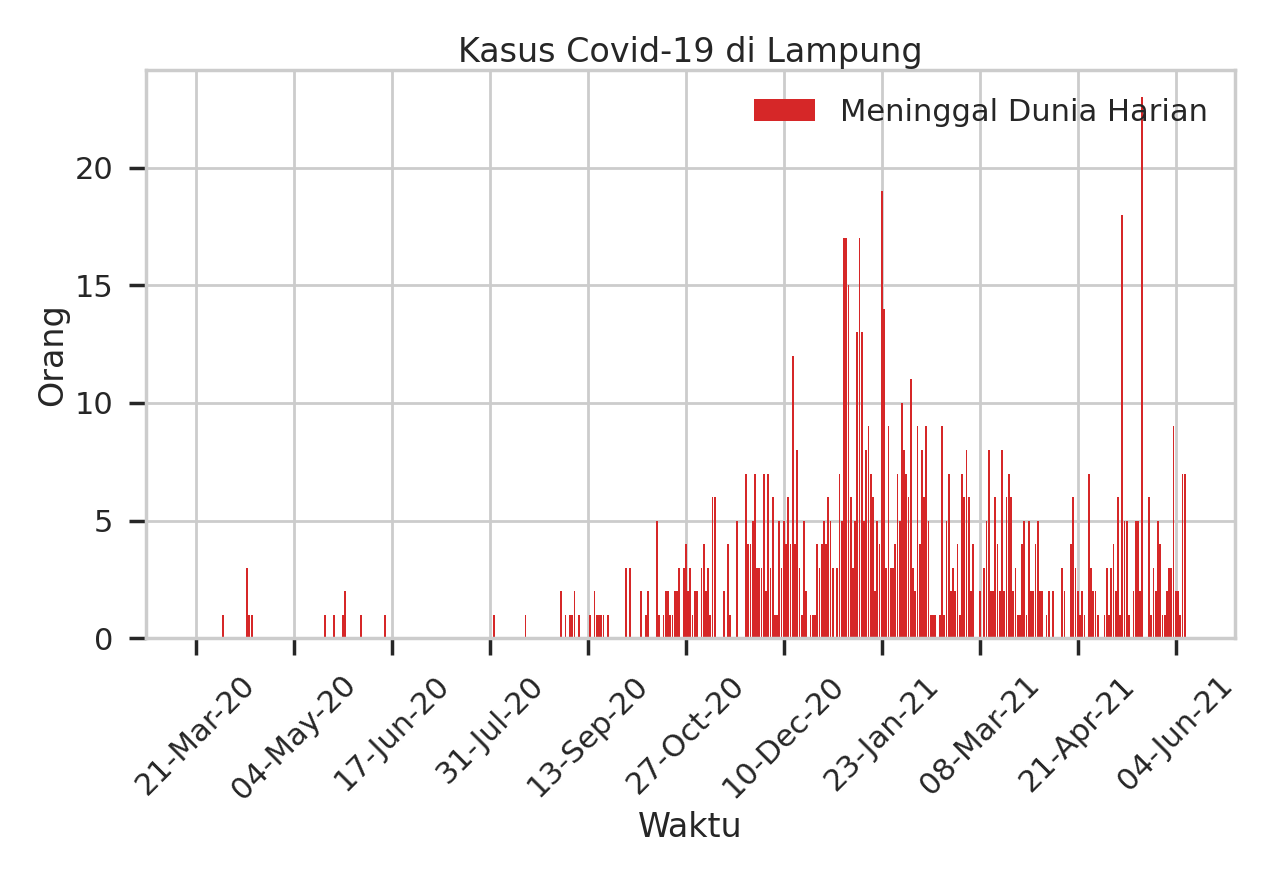 Kasus Covid-19 di Lampung
Meninggal Dunia Harian
Orang
20
15
10
5
0
21-Mar-20
04-May-20
17-Jun-20
31-Jul-20
13-Sep-20
27-Oct-20
10-Dec-20
23-Jan-21
08-Mar-21
21-Apr-21
04-Jun-21
Waktu